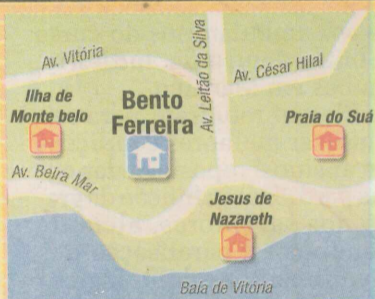 Av. Vitória
Av. Leitão da Silva
Av. César Hilal
Ilha de
Monte belo
Bento
Ferreira
Praia do Suá
Av. Beira Mar
Jesus de
Nazareth
Baía de Vitória